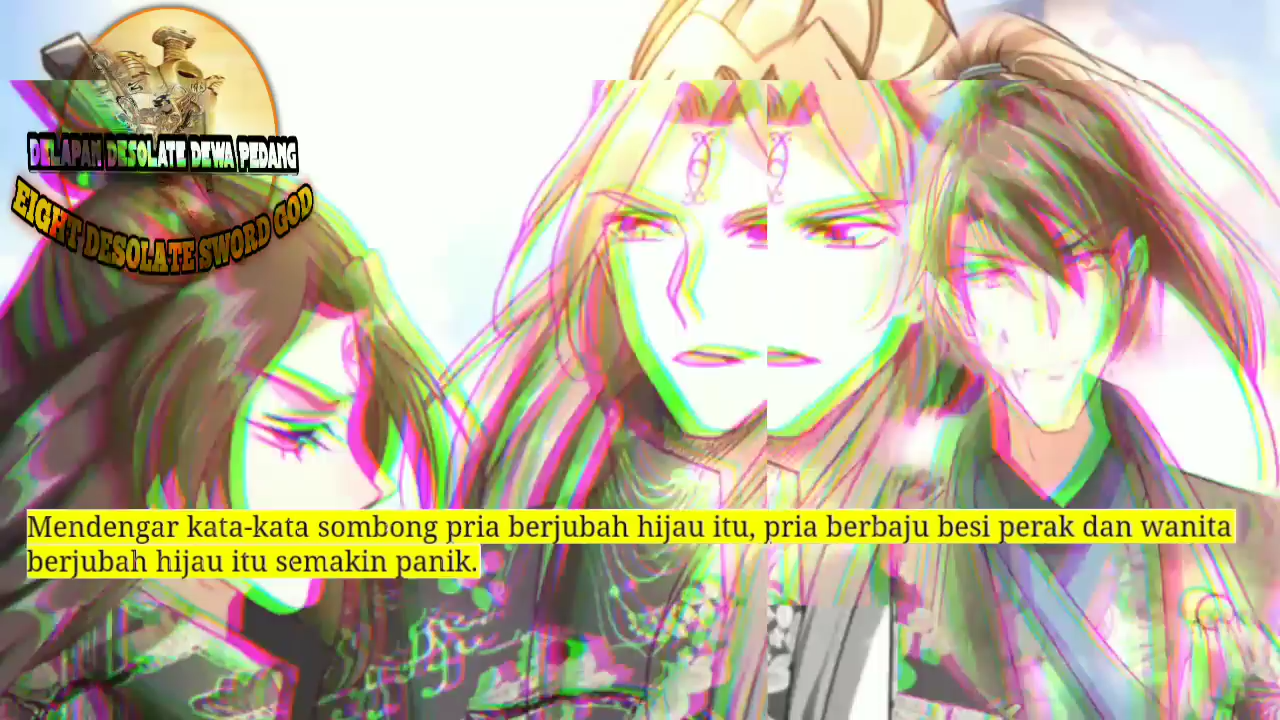 DELAPAN DESOLATE DEWA PEDANG
EIGHT DESOLATE SWORD GOD
Mendengar kata-kata sombong pria berjubah hijau itu, pria berbaju besi perak dan wanita
berjubah hijau itu semakin panik.